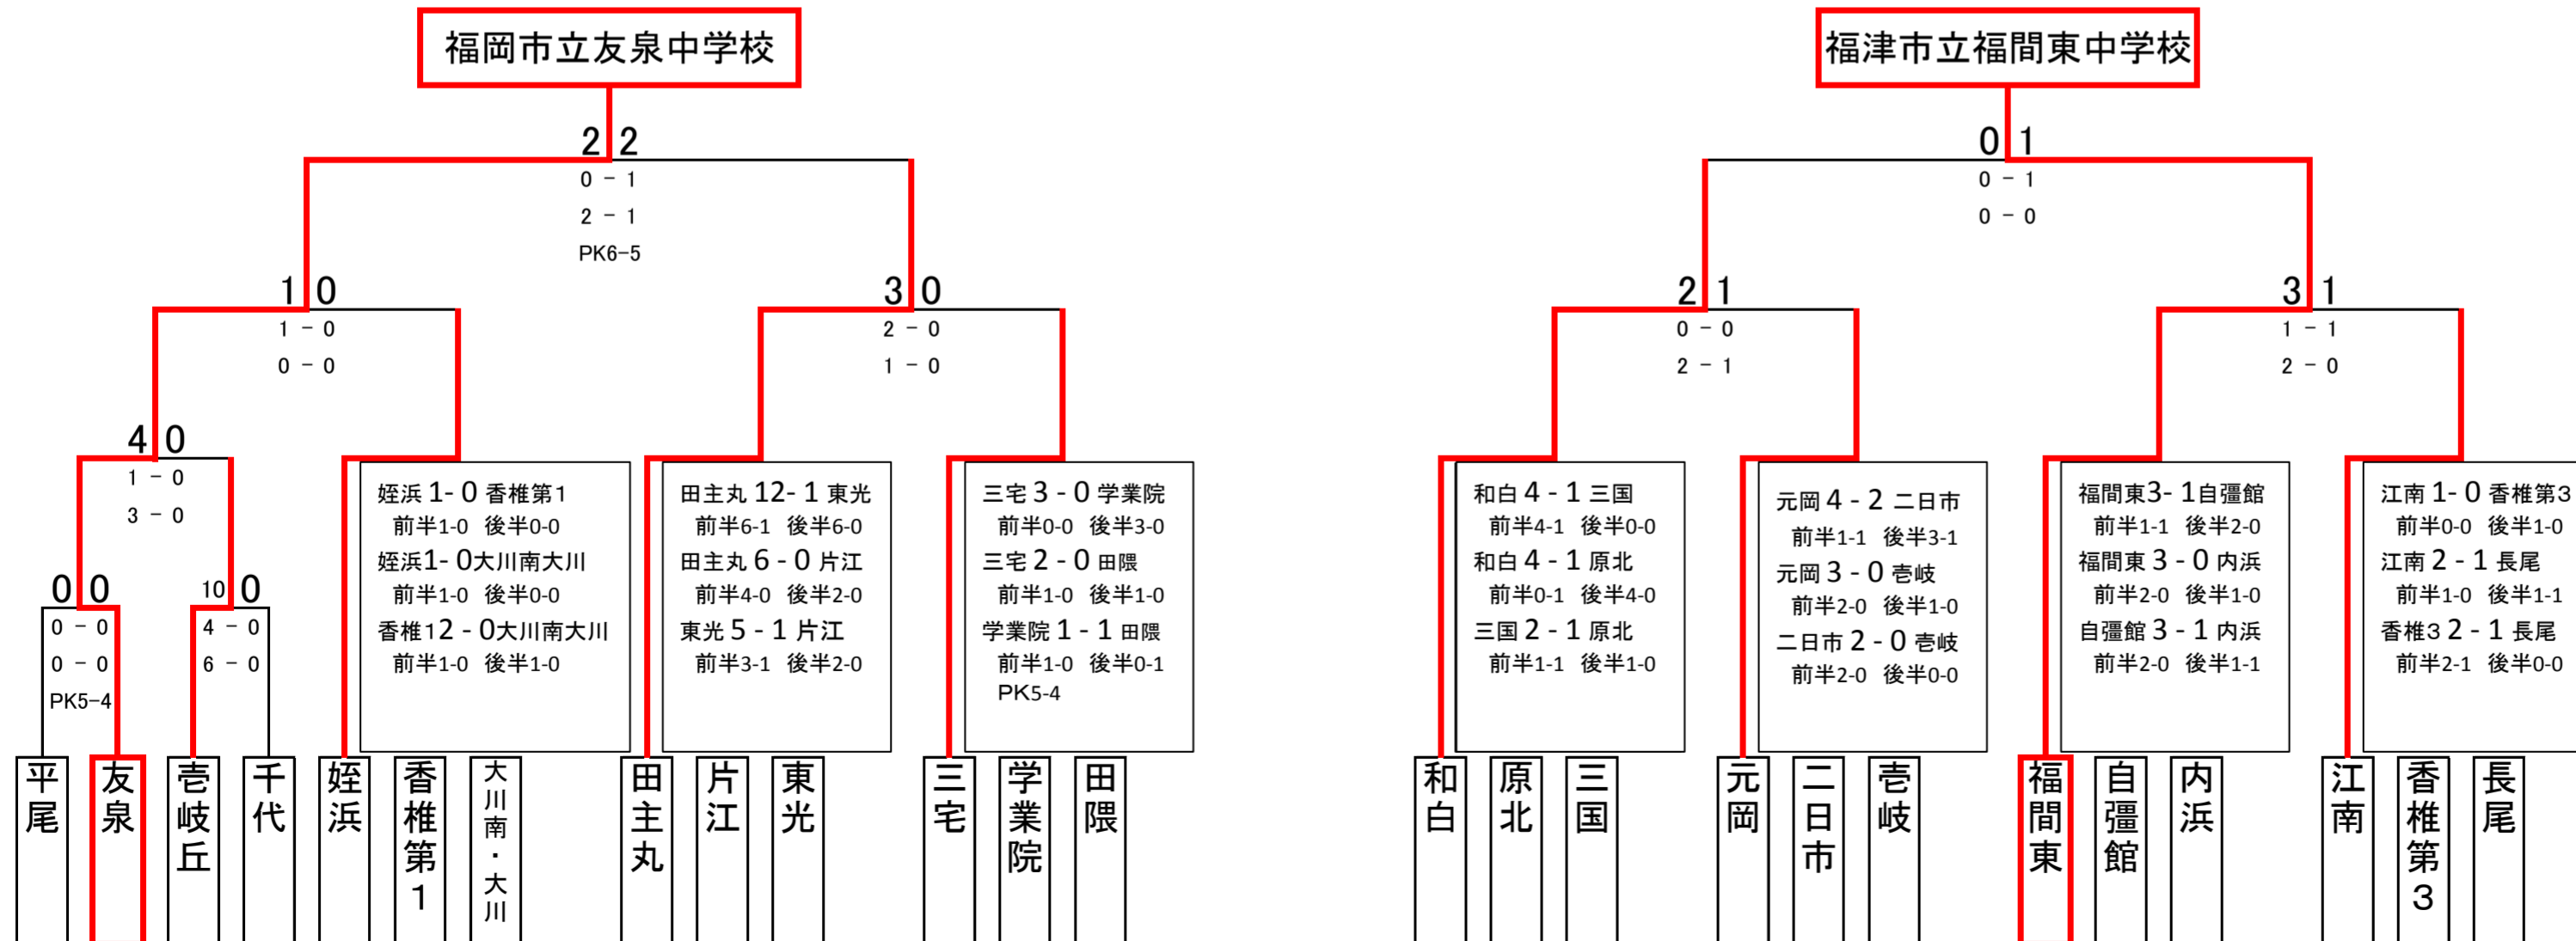 福岡市立友泉中学校
福津市立福間東中学校
2 2
0 - 1
2 - 1
PK6-5
0 1
0 - 1
0 - 0
1 0
1 - 0
0 - 0
3 0
2 - 0
1 - 0
2 1
0 - 0
2 - 1
3 1
1 - 1
2 - 0
4 0
1 - 0
3 - 0
0 0
0 - 0
0 - 0
PK5-4
10 0
4 - 0
6 - 0
姪浜 1- 0 香椎第1
前半1-0 後半0-0
姪浜1- 0大川南大川
前半1-0 後半0-0
香椎12 - 0大川南大川
前半1-0 後半1-0
田主丸 12- 1 東光
前半6-1 後半6-0
田主丸 6 - 0 片江
前半4-0 後半2-0
東光 5 - 1 片江
前半3-1 後半2-0
三宅 3 - 0 学業院
前半0-0 後半3-0
三宅 2 - 0 田隈
前半1-0 後半1-0
学業院 1 - 1 田隈
前半1-0 後半0-1
PK5-4
和白 4 - 1 三国
前半4-1 後半0-0
和白 4 - 1 原北
前半0-1 後半4-0
三国 2 - 1 原北
前半1-1 後半1-0
元岡 4 - 2 二日市
前半1-1 後半3-1
元岡 3 - 0 壱岐
前半2-0 後半1-0
二日市 2 - 0 壱岐
前半2-0 後半0-0
福間東3- 1自彊館
前半1-1 後半2-0
福間東 3 - 0 内浜
前半2-0 後半1-0
自彊館 3 - 1 内浜
前半2-0 後半1-1
江南 1- 0 香椎第3
前半0-0 後半1-0
江南 2 - 1 長尾
前半1-0 後半1-1
香椎3 2 - 1 長尾
前半2-1 後半0-0
平尾
友泉
壱岐丘
千代
姪浜
香椎第1
大川南・大川
田主丸
片江
東光
三宅
学業院
田隈
和白
原北
三国
元岡
二日市
壱岐
福間東
自彊館
内浜
江南
香椎第3
長尾